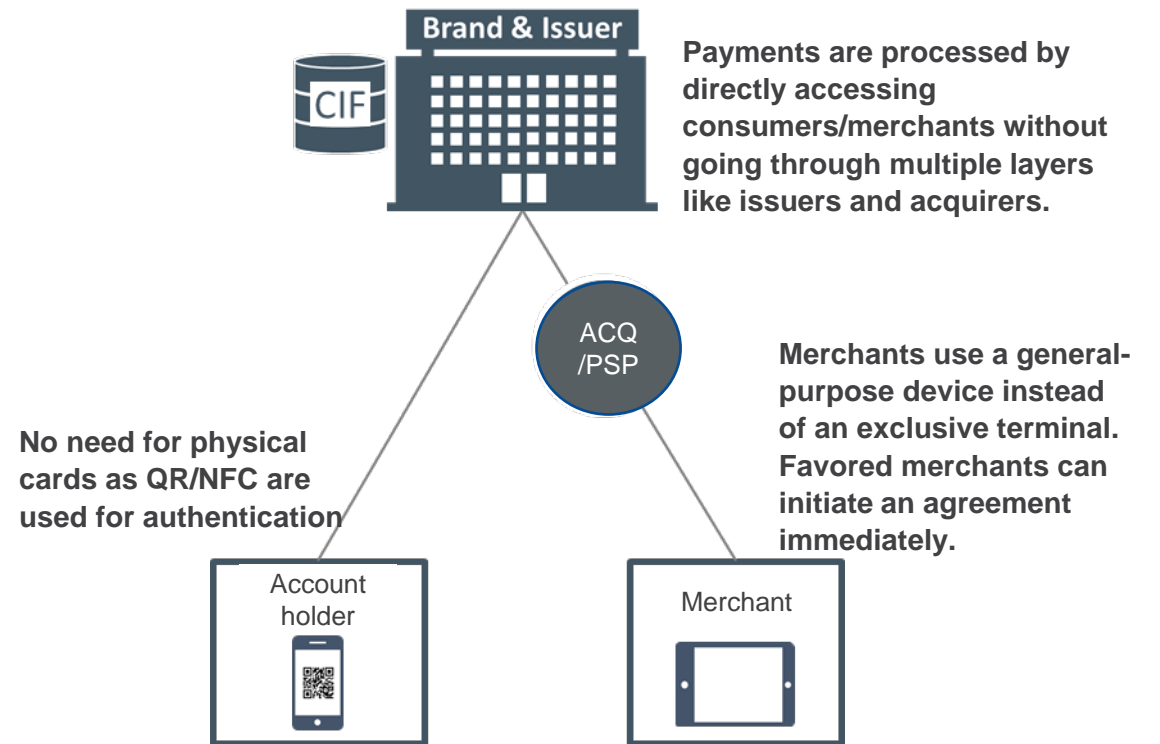 Brand & Issuer
CIF
Payments are processed by
directly accessing
consumers/merchants without
going through multiple layers
like issuers and acquirers.
ACQ
/PSP
Merchants use a general-
purpose device instead
of an exclusive terminal.
Favored merchants can
initiate an agreement
immediately.
No need for physical
cards as QR/NFC are
used for authentication
Account
holder
Merchant